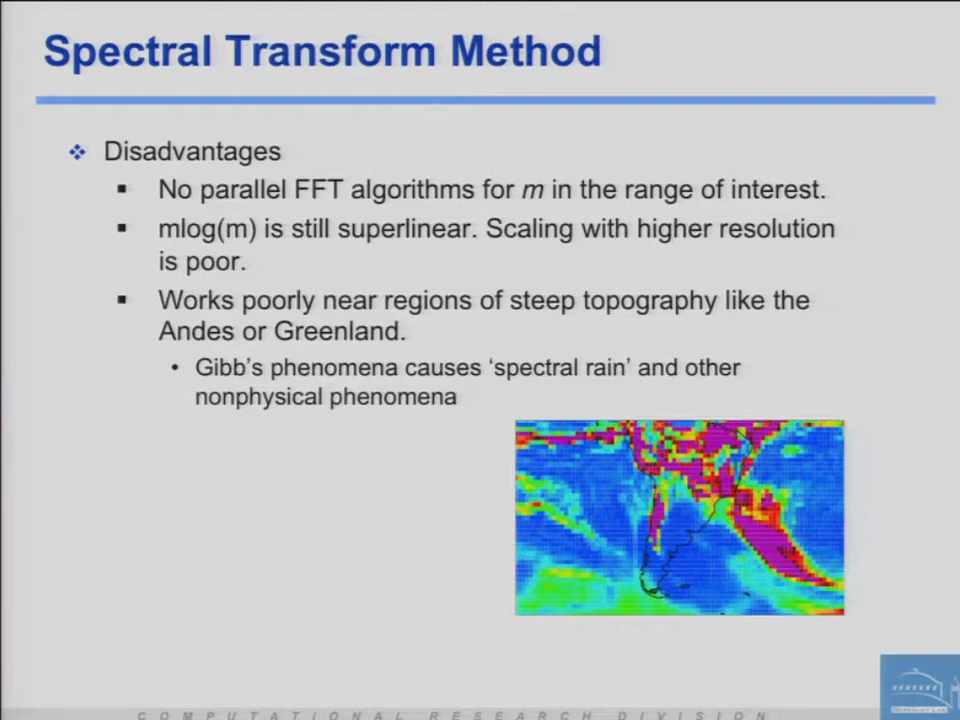 Spectral Transform Method
Disadvantages
No parallel FFT algorithms for m in the range of interest.
mlog(m) is still superlinear. Scaling with higher resolution
is poor.
Works poorly near regions of steep topography like the
Andes or Greenland.
Gibb's phenomena causes 'spectral rain' and other
nonphysical phenomena
COMPUTATIONAL RESEARCH DIVISION